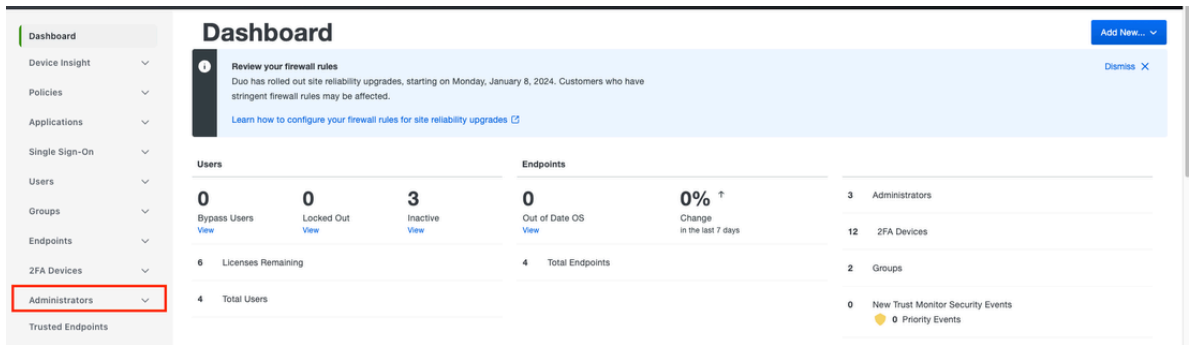 Dashboard
Device Insight
Policies
Applications
Single Sign-On
Users
Groups
Endpoints
2FA Devices
Administrators
Trusted Endpoints
Dashboard
Add New...
Review your firewall rules
Dismiss
Duo has rolled out site reliability upgrades, starting on Monday, January 8, 2024. Customers who have
stringent firewall rules may be affected.
Learn how to configure your firewall rules for site reliability upgrades
Users
0
Bypass Users
View
0
Locked Out
View
3
Inactive
View
6 Licenses Remaining
4 Total Users
Endpoints
0
Out of Date OS
View
0%
Change
in the last 7 days
4 Total Endpoints
3 Administrators
12 2FA Devices
2 Groups
0 New Trust Monitor Security Events
0 Priority Events